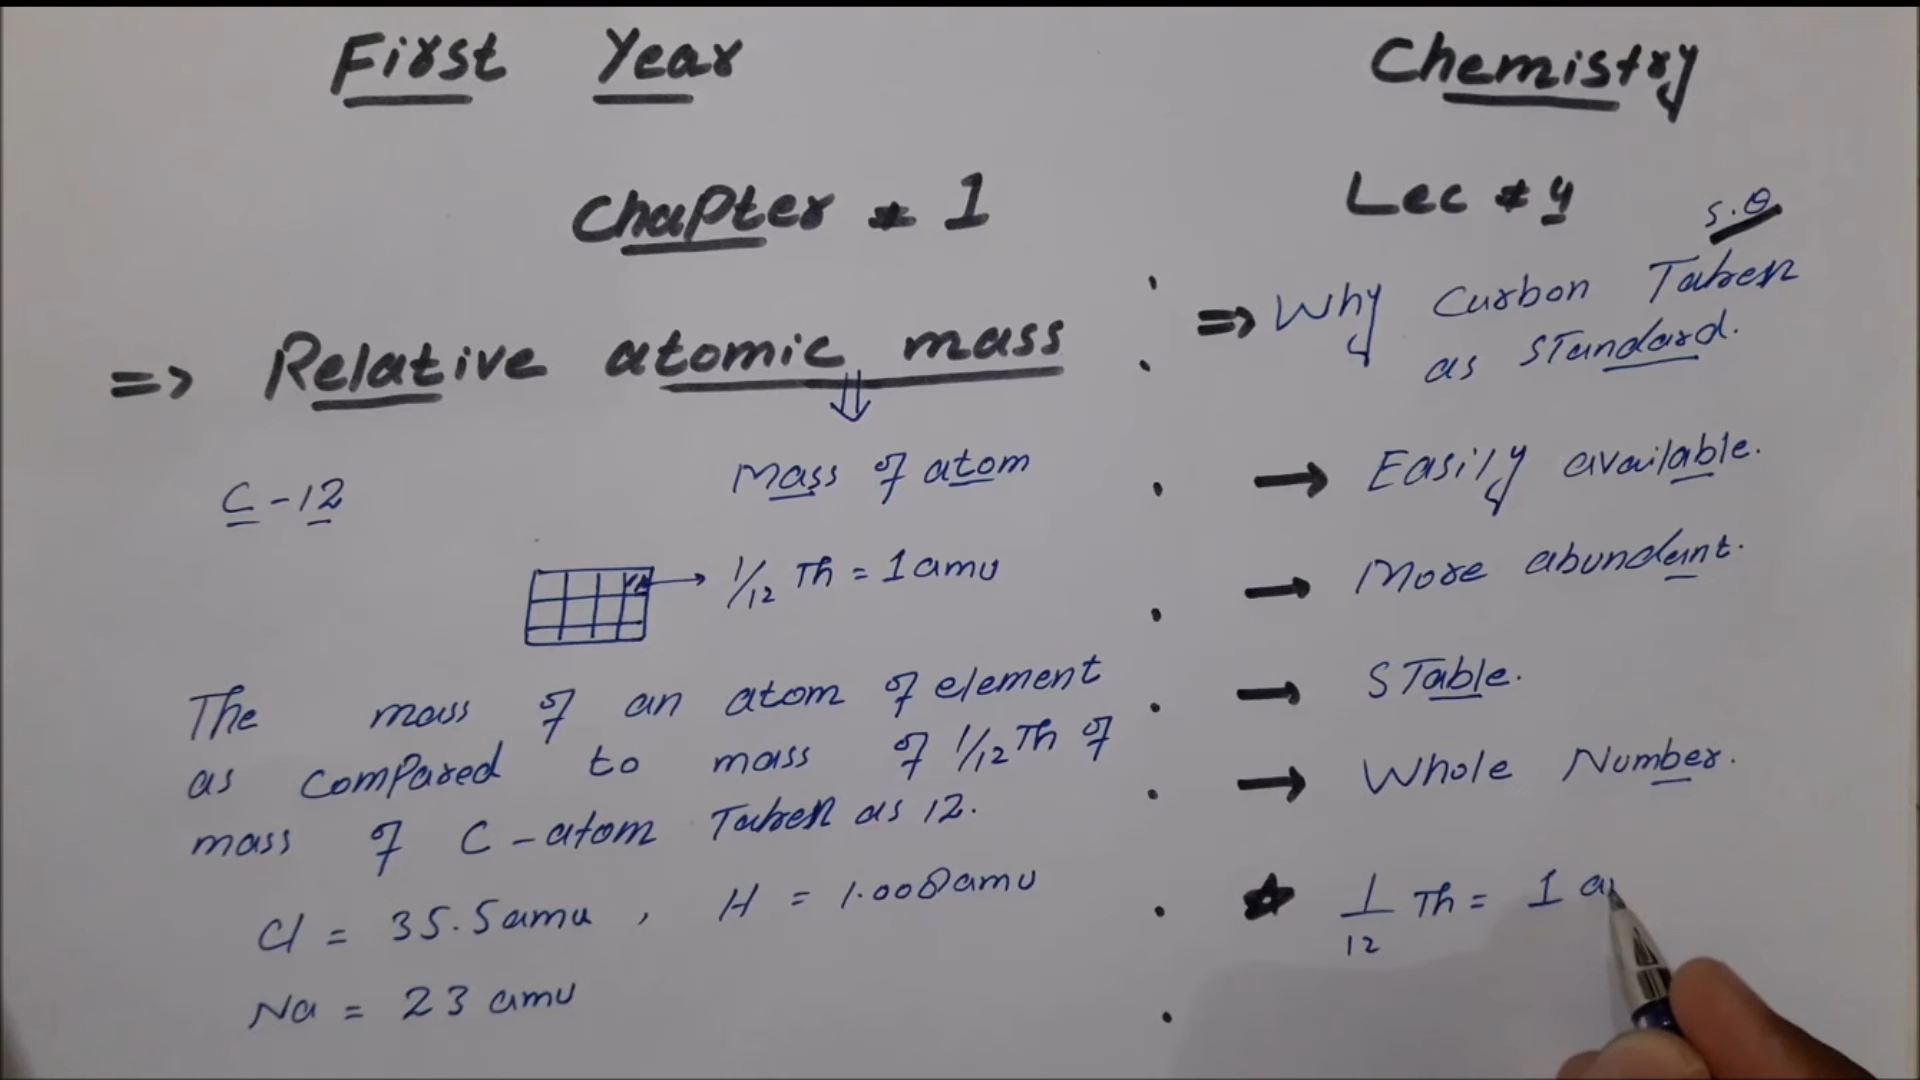 First Year
Chemistry
Chapter # 1
Lec # 4
S.Q
=> Relative atomic mass
=> Why Carbon Taken
as STandard.
C-12
Mass of atom
1/12 Th = 1 amu
The mass of an atom of element
as comPared to mass of 1/12 Th of
mass of C-atom Taken as 12.
Cl = 35.5 amu , H = 1.008 amu
Na = 23 amu
→ Easily available.
→ More abundant.
→ STable.
→ Whole Number.
★ 1/12 Th = 1 a